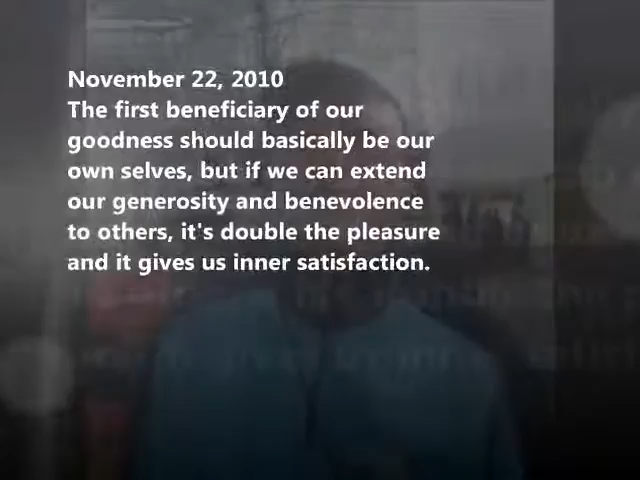 November 22, 2010
The first beneficiary of our
goodness should basically be our
own selves, but if we can extend
our generosity and benevolence
to others, it's double the pleasure
and it gives us inner satisfaction.